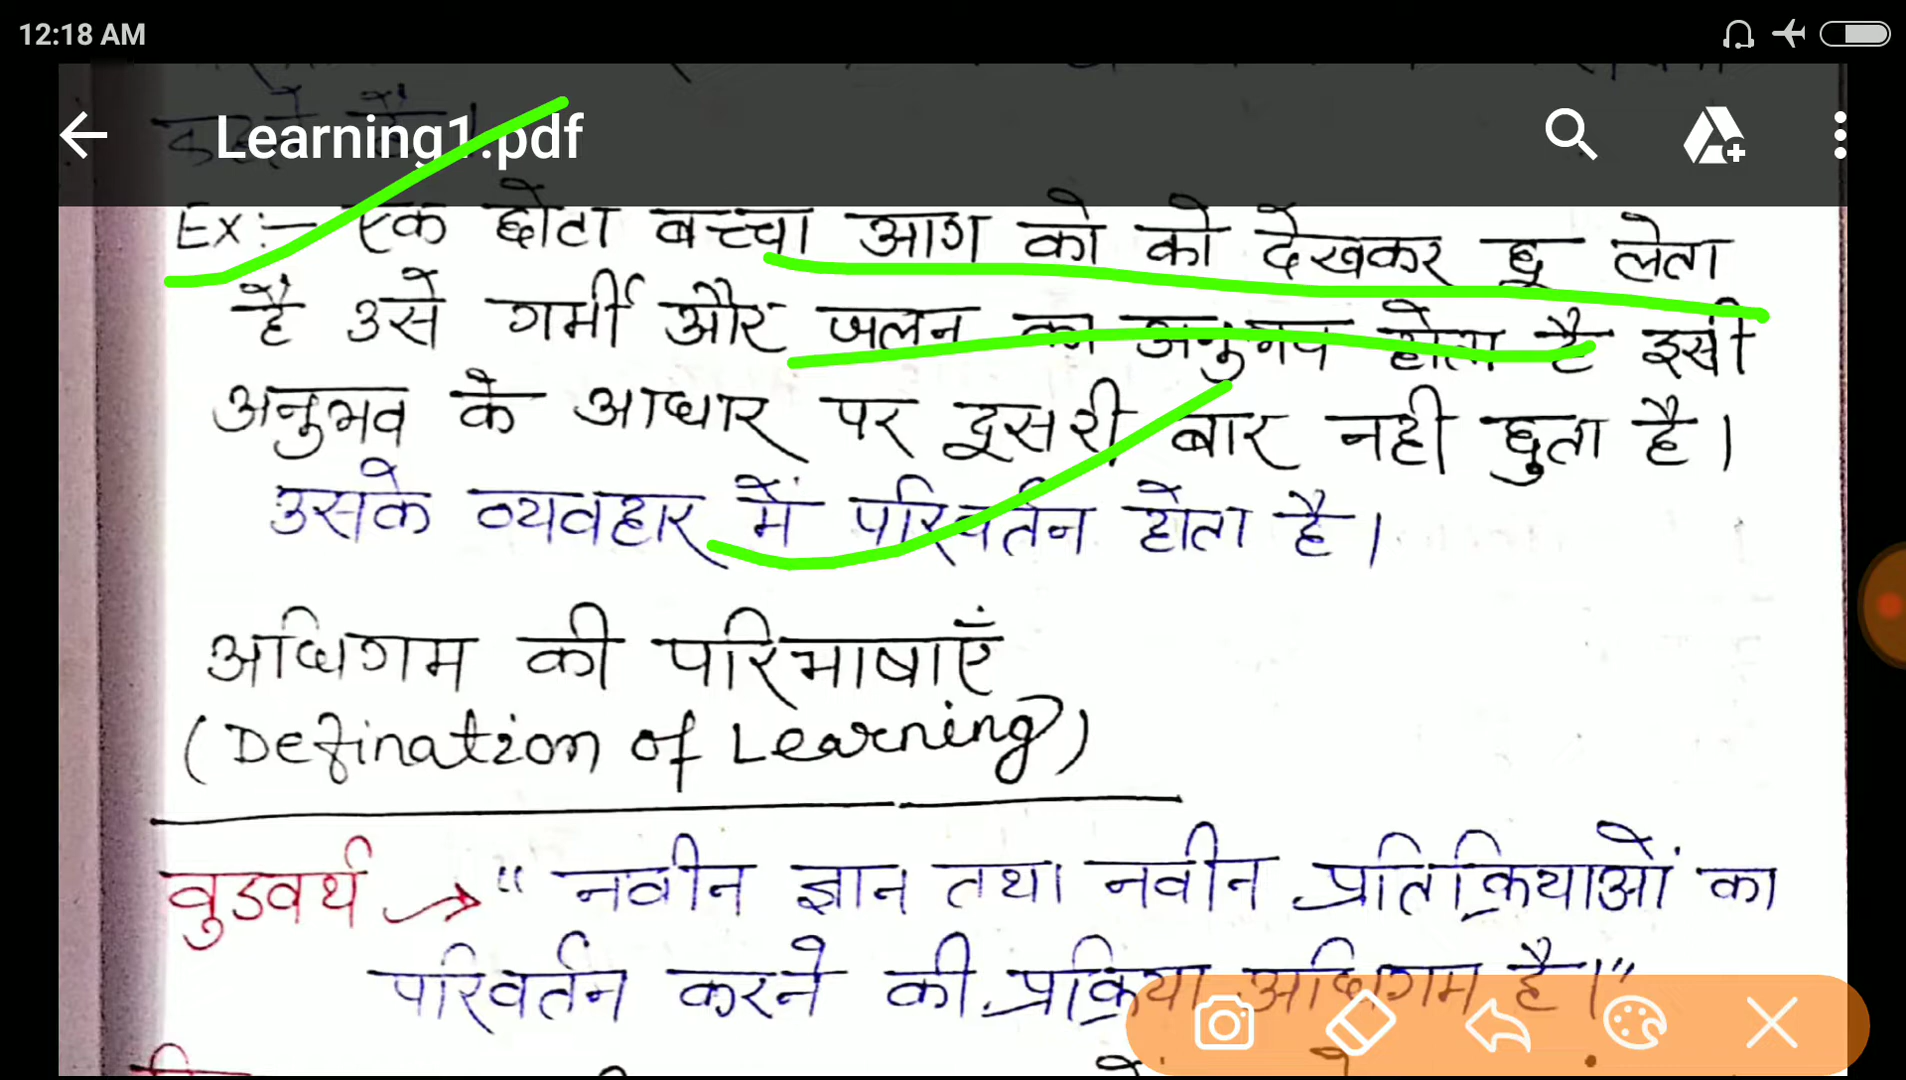 12:18 AM
Learning1.pdf
Ex:- एक छोटा बच्चा आग को को देखकर छू लेता
है उसे गर्मी और जलन का अनुभव होता है इसी
अनुभव के आधार पर दूसरी बार नही छुता है।
उसके व्यवहार में परिवर्तन होता है।
अधिगम की परिभाषाएँ
(Defination of Learning)
वुडवर्थ → "नवीन ज्ञान तथा नवीन प्रतिक्रियाओं का
परिवर्तन करने की प्रक्रिया अधिगम है।"